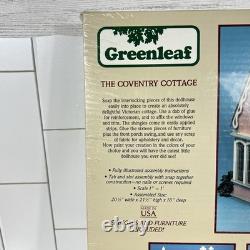 Greenleaf
THE COVENTRY COTTAGE
Snap the interlocking pieces of this dollhouse
easily into place to create an absolutely
delightful Victorian cottage. Use a dab of glue
for reinforcement, and to affix the windows
and trim. The shingles come in easily applied
strips. Glue the sixteen pieces of furniture
plus the front porch swing, and use any scrap
of fabric for upholstery and décor.
Now paint the creation in colors of your
choice and you have the cutest little
dollhouse you ever did see!
• Fully illustrated assembly instructions
• Tab and slot assembly with snap together
construction—no nails or screws required
• Scale 1" = 1'
• Assembled Size:
MADE IN
USA
AND FURNITURE